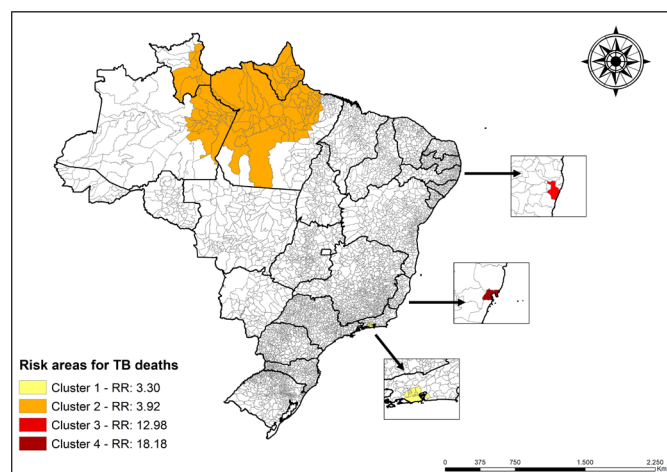 Risk areas for TB deaths
Cluster 1 - RR: 3.30
Cluster 2 - RR: 3.92
Cluster 3 - RR: 12.98
Cluster 4 - RR: 18.18
0 375 750 1.500 2.250
Km